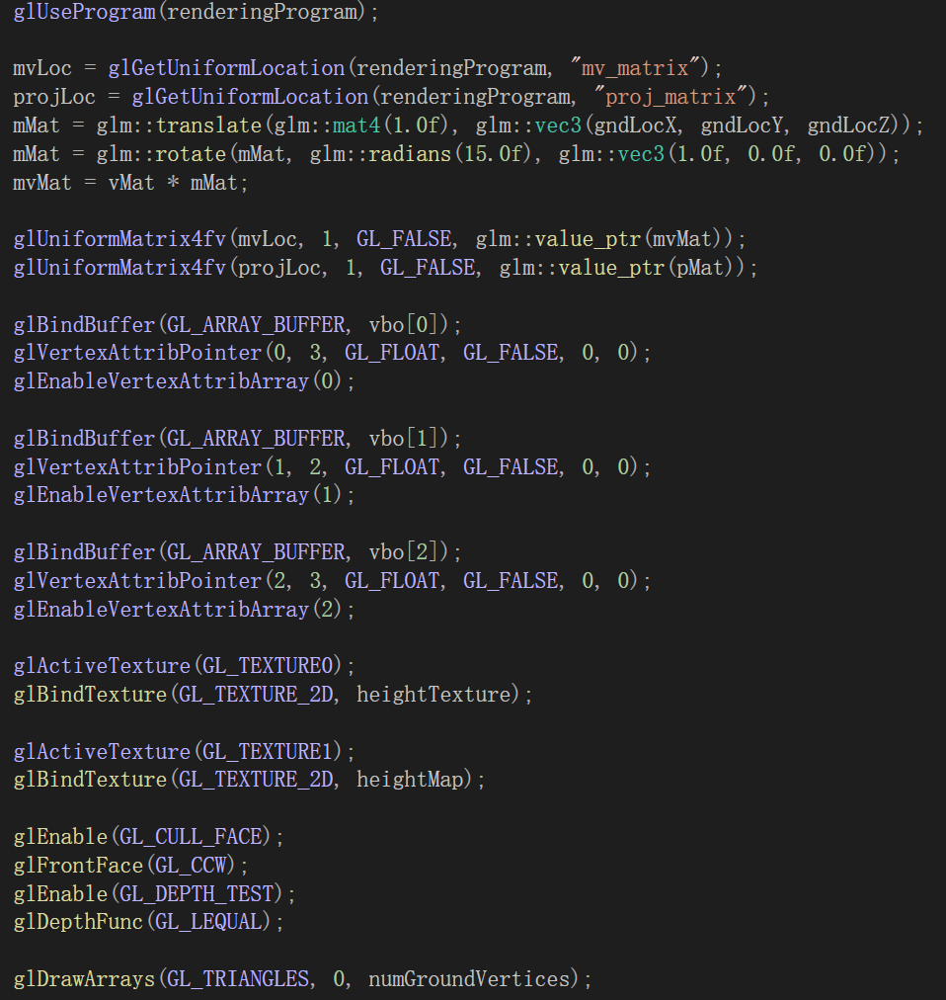 glUseProgram(renderingProgram);
mvLoc = glGetUniformLocation(renderingProgram, "mv_matrix");
projLoc = glGetUniformLocation(renderingProgram, "proj_matrix");
mMat = glm::translate(glm::mat4(1.0f), glm::vec3(gndLocX, gndLocY, gndLocZ));
mMat = glm::rotate(mMat, glm::radians(15.0f), glm::vec3(1.0f, 0.0f, 0.0f));
mvMat = vMat * mMat;
glUniformMatrix4fv(mvLoc, 1, GL_FALSE, glm::value_ptr(mvMat));
glUniformMatrix4fv(projLoc, 1, GL_FALSE, glm::value_ptr(pMat));
glBindBuffer(GL_ARRAY_BUFFER, vbo[0]);
glVertexAttribPointer(0, 3, GL_FLOAT, GL_FALSE, 0, 0);
glEnableVertexAttribArray(0);
glBindBuffer(GL_ARRAY_BUFFER, vbo[1]);
glVertexAttribPointer(1, 2, GL_FLOAT, GL_FALSE, 0, 0);
glEnableVertexAttribArray(1);
glBindBuffer(GL_ARRAY_BUFFER, vbo[2]);
glVertexAttribPointer(2, 3, GL_FLOAT, GL_FALSE, 0, 0);
glEnableVertexAttribArray(2);
glActiveTexture(GL_TEXTURE0);
glBindTexture(GL_TEXTURE_2D, heightTexture);
glActiveTexture(GL_TEXTURE1);
glBindTexture(GL_TEXTURE_2D, heightMap);
glEnable(GL_CULL_FACE);
glFrontFace(GL_CCW);
glEnable(GL_DEPTH_TEST);
glDepthFunc(GL_LEQUAL);
glDrawArrays(GL_TRIANGLES, 0, numGroundVertices);